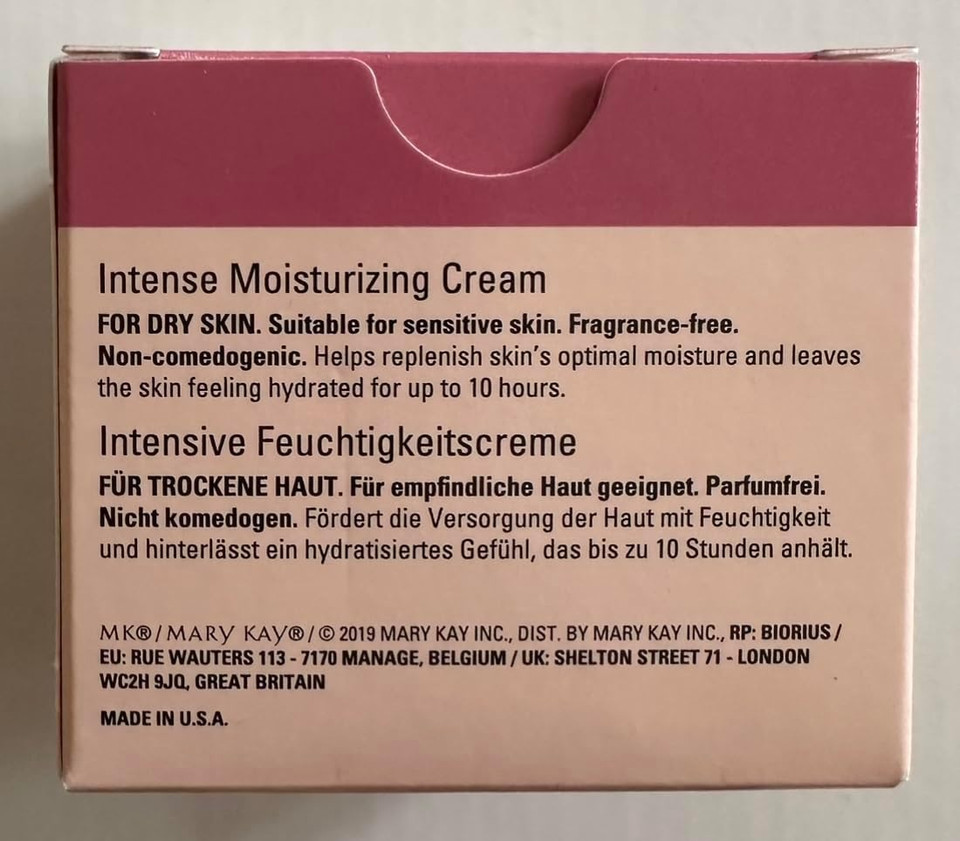 Intense Moisturizing Cream
FOR DRY SKIN. Suitable for sensitive skin. Fragrance-free.
Non-comedogenic. Helps replenish skin's optimal moisture and leaves
the skin feeling hydrated for up to 10 hours.
Intensive Feuchtigkeitscreme
FÜR TROCKENE HAUT. Für empfindliche Haut geeignet. Parfumfrei.
Nicht komedogen. Fördert die Versorgung der Haut mit Feuchtigkeit
und hinterlässt ein hydratisiertes Gefühl, das bis zu 10 Stunden anhält.
MK®/MARY KAY®/© 2019 MARY KAY INC., DIST. BY MARY KAY INC., RP: BIORIUS /
EU: RUE WAUTERS 113 - 7170 MANAGE, BELGIUM / UK: SHELTON STREET 71 - LONDON
WC2H 9JQ, GREAT BRITAIN
MADE IN U.S.A.